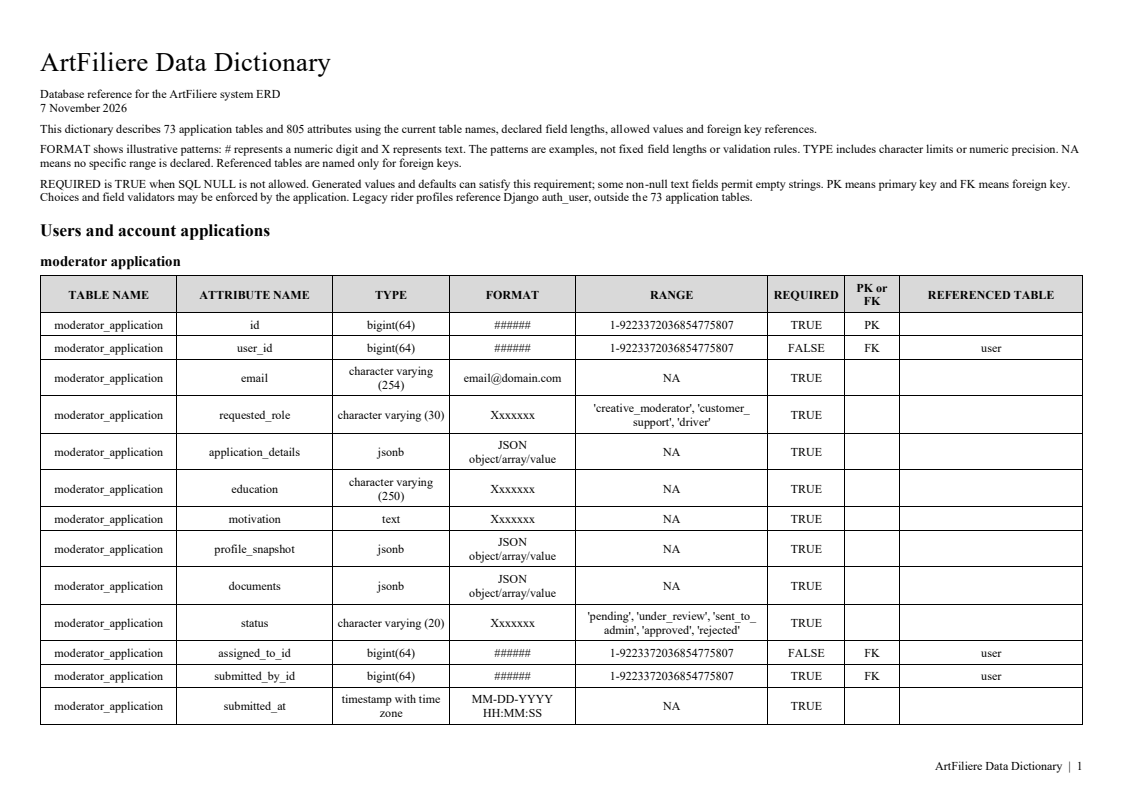 ArtFiliere Data Dictionary
Database reference for the ArtFiliere system ERD
7 November 2026
This dictionary describes 73 application tables and 805 attributes using the current table names, declared field lengths, allowed values and foreign key references.
FORMAT shows illustrative patterns: # represents a numeric digit and X represents text. The patterns are examples, not fixed field lengths or validation rules. TYPE includes character limits or numeric precision. NA
means no specific range is declared. Referenced tables are named only for foreign keys.
REQUIRED is TRUE when SQL NULL is not allowed. Generated values and defaults can satisfy this requirement; some non-null text fields permit empty strings. PK means primary key and FK means foreign key.
Choices and field validators may be enforced by the application. Legacy rider profiles reference Django auth_user, outside the 73 application tables.
Users and account applications
moderator application
TABLE NAME ATTRIBUTE NAME TYPE FORMAT RANGE REQUIRED PK or FK REFERENCED TABLE
moderator_application id bigint(64) ###### 1-9223372036854775807 TRUE PK
moderator_application user_id bigint(64) ###### 1-9223372036854775807 FALSE FK user
moderator_application email character varying (254) email@domain.com NA TRUE
moderator_application requested_role character varying (30) Xxxxxxx 'creative_moderator', 'customer_support', 'driver' TRUE
moderator_application application_details jsonb JSON object/array/value NA TRUE
moderator_application education character varying (250) Xxxxxxx NA TRUE
moderator_application motivation text Xxxxxxx NA TRUE
moderator_application profile_snapshot jsonb JSON object/array/value NA TRUE
moderator_application documents jsonb JSON object/array/value NA TRUE
moderator_application status character varying (20) Xxxxxxx 'pending', 'under_review', 'sent_to_admin', 'approved', 'rejected' TRUE
moderator_application assigned_to_id bigint(64) ###### 1-9223372036854775807 FALSE FK user
moderator_application submitted_by_id bigint(64) ###### 1-9223372036854775807 TRUE FK user
moderator_application submitted_at timestamp with time zone MM-DD-YYYY HH:MM:SS NA TRUE
ArtFiliere Data Dictionary | 1